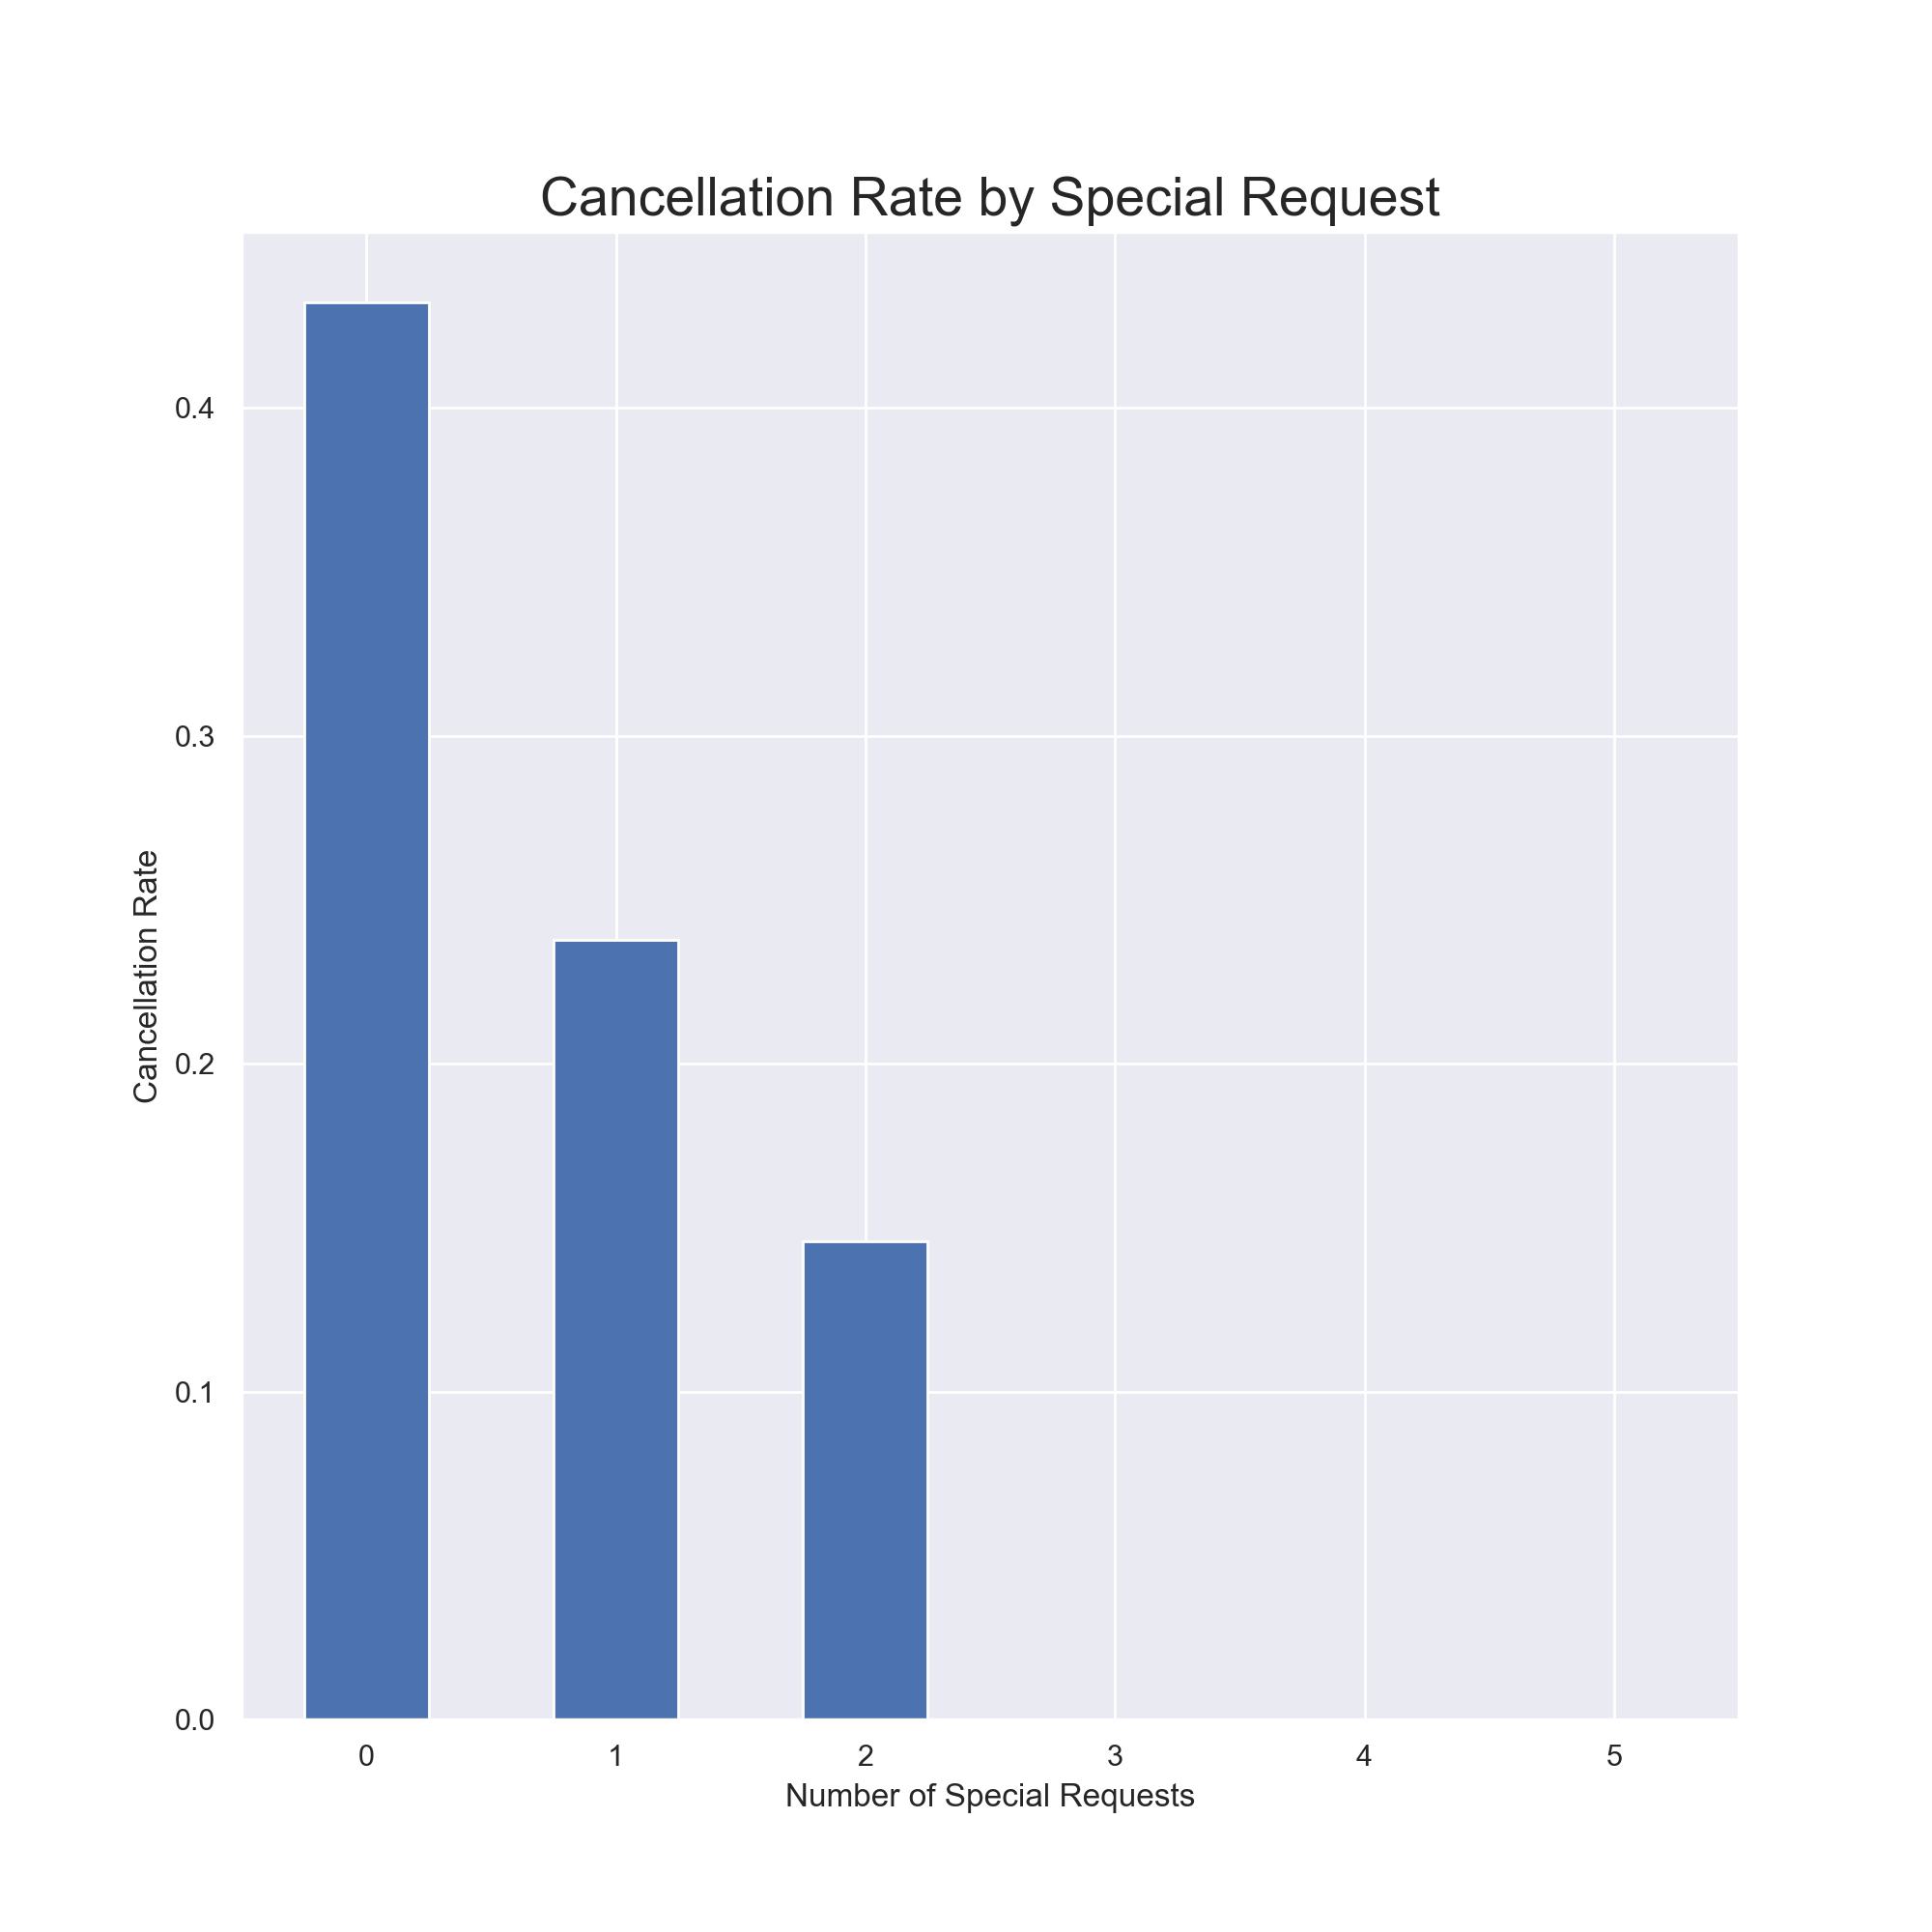 Cancellation Rate by Special Request
Cancellation Rate
0.4
0.3
0.2
0.1
0.0
0 1 2 3 4 5
Number of Special Requests